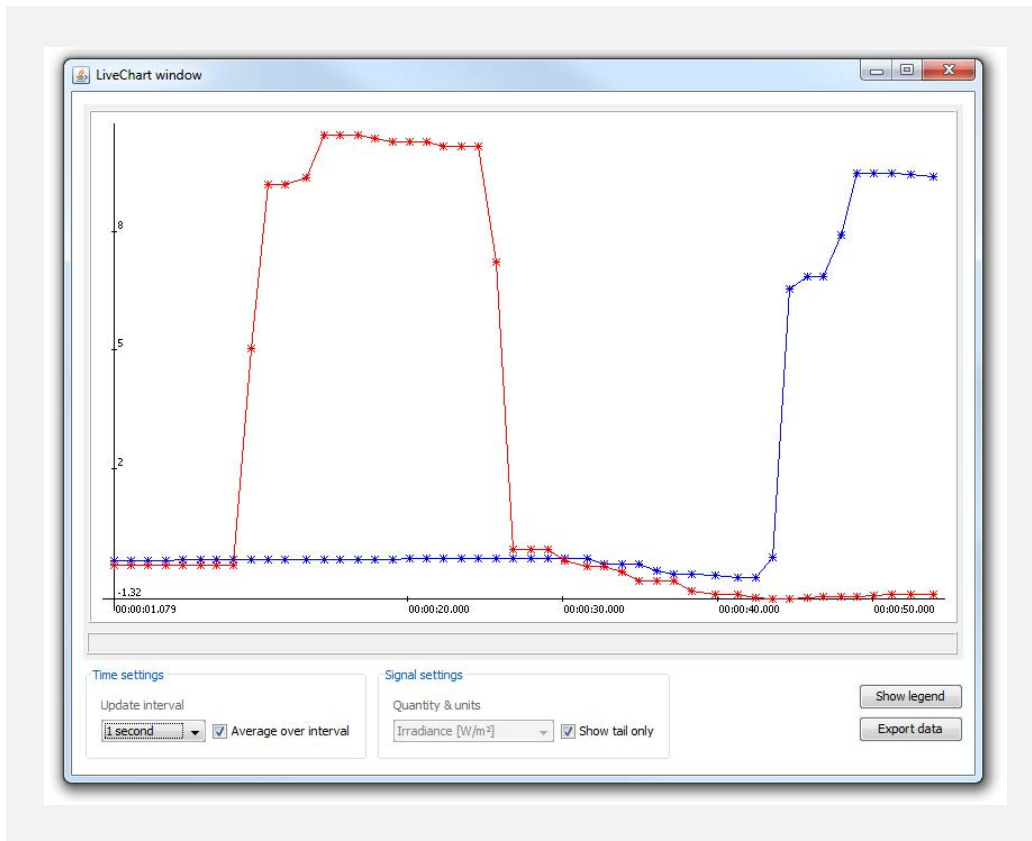 LiveChart window
8
5
2
-1.32
00:00:01.079 00:00:20.000 00:00:30.000 00:00:40.000 00:00:50.000
Time settings
Update interval
1 second Average over interval
Signal settings
Quantity & units
Irradiance [W/m²] Show tail only
Show legend
Export data